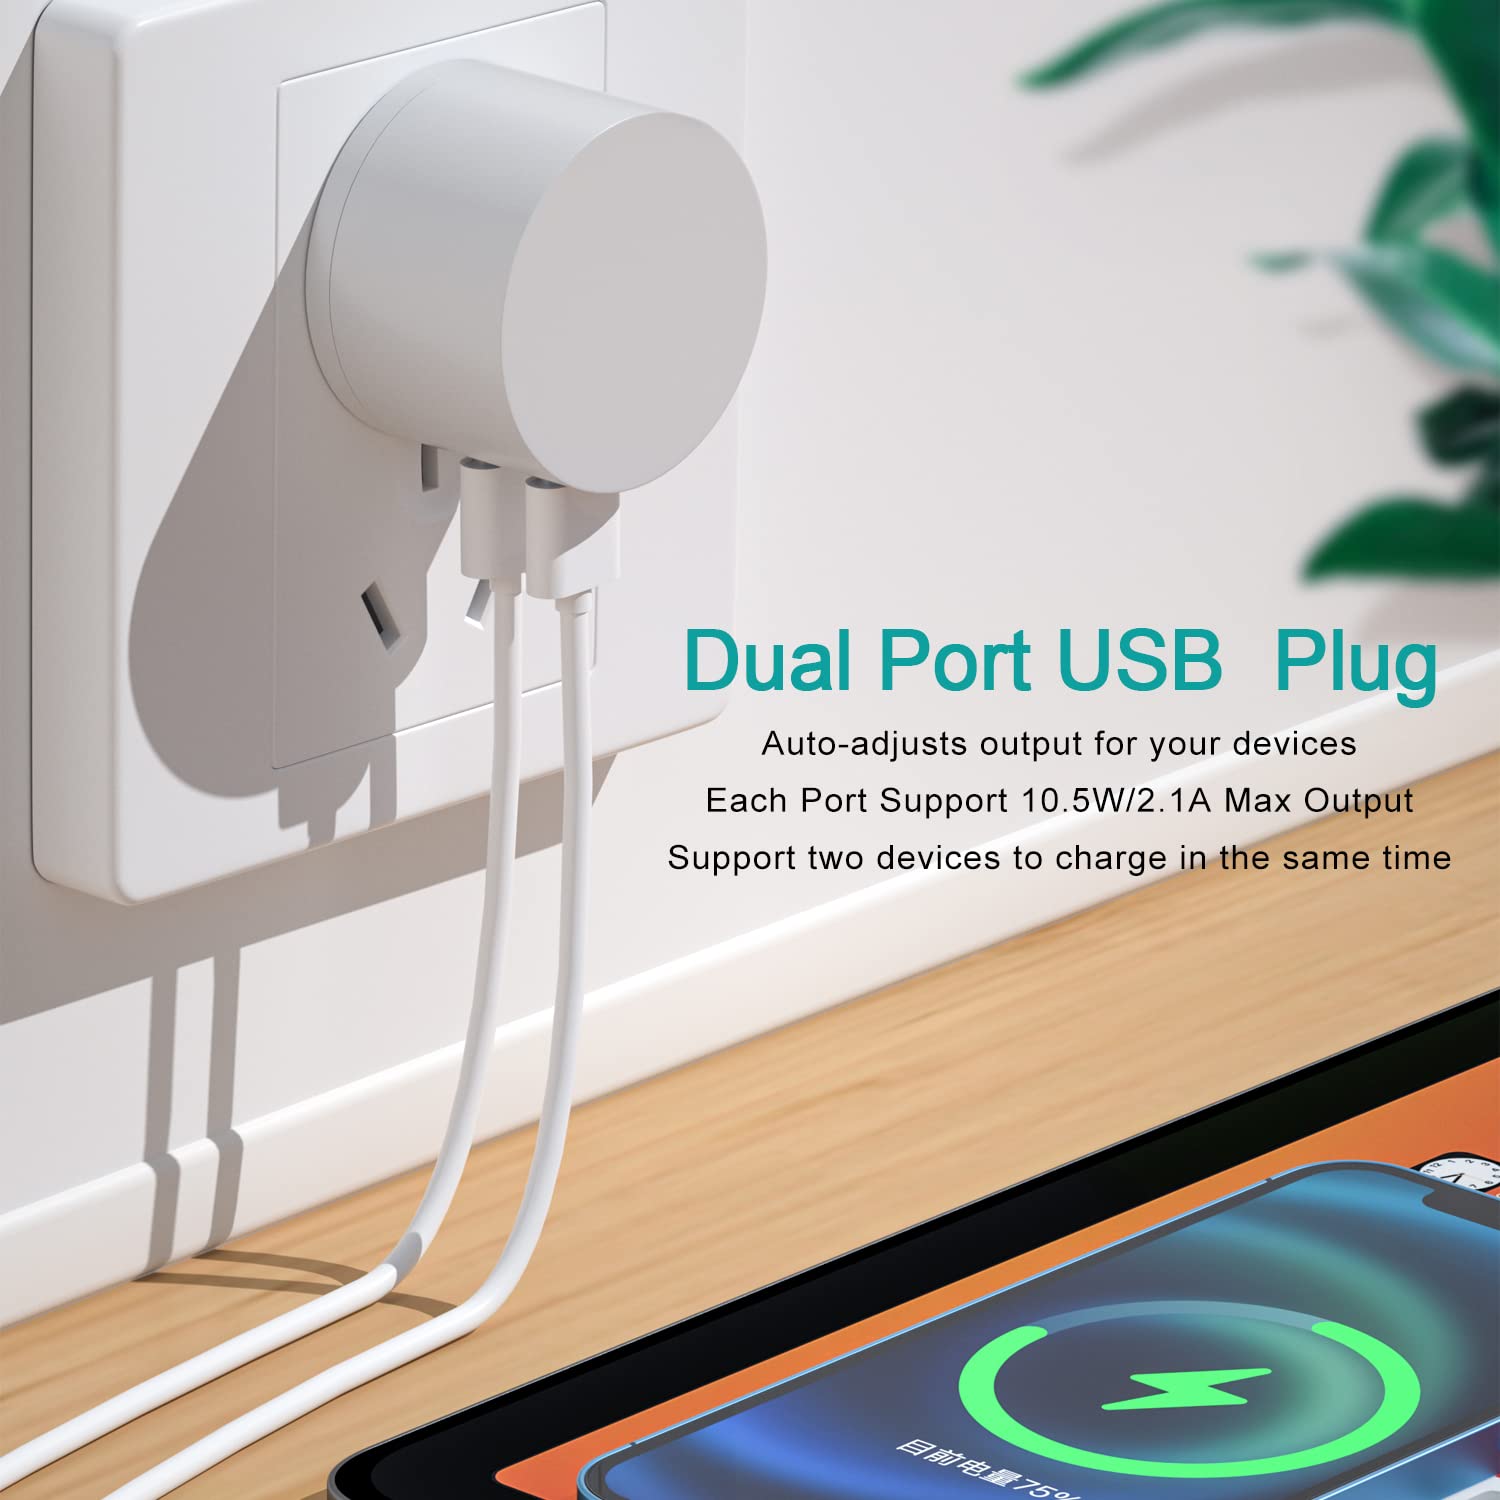 Dual Port USB Plug
Auto-adjusts output for your devices
Each Port Support 10.5W/2.1A Max Output
Support two devices to charge in the same time
目前电量75%